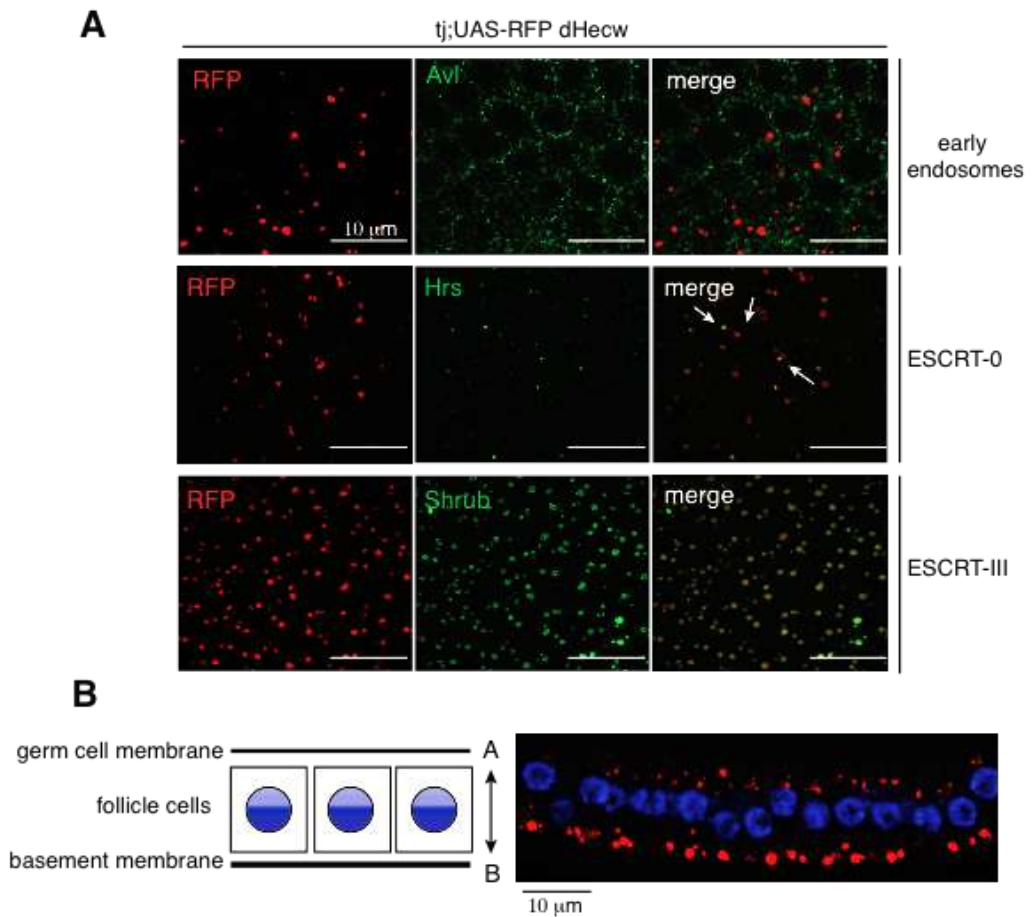 A
tj;UAS-RFP dHecw
RFP
Avl
merge
early
endosomes
10 µm
RFP
Hrs
merge
ESCRT-0
RFP
Shrub
merge
ESCRT-III
B
germ cell membrane
A
follicle cells
basement membrane
B
10 µm